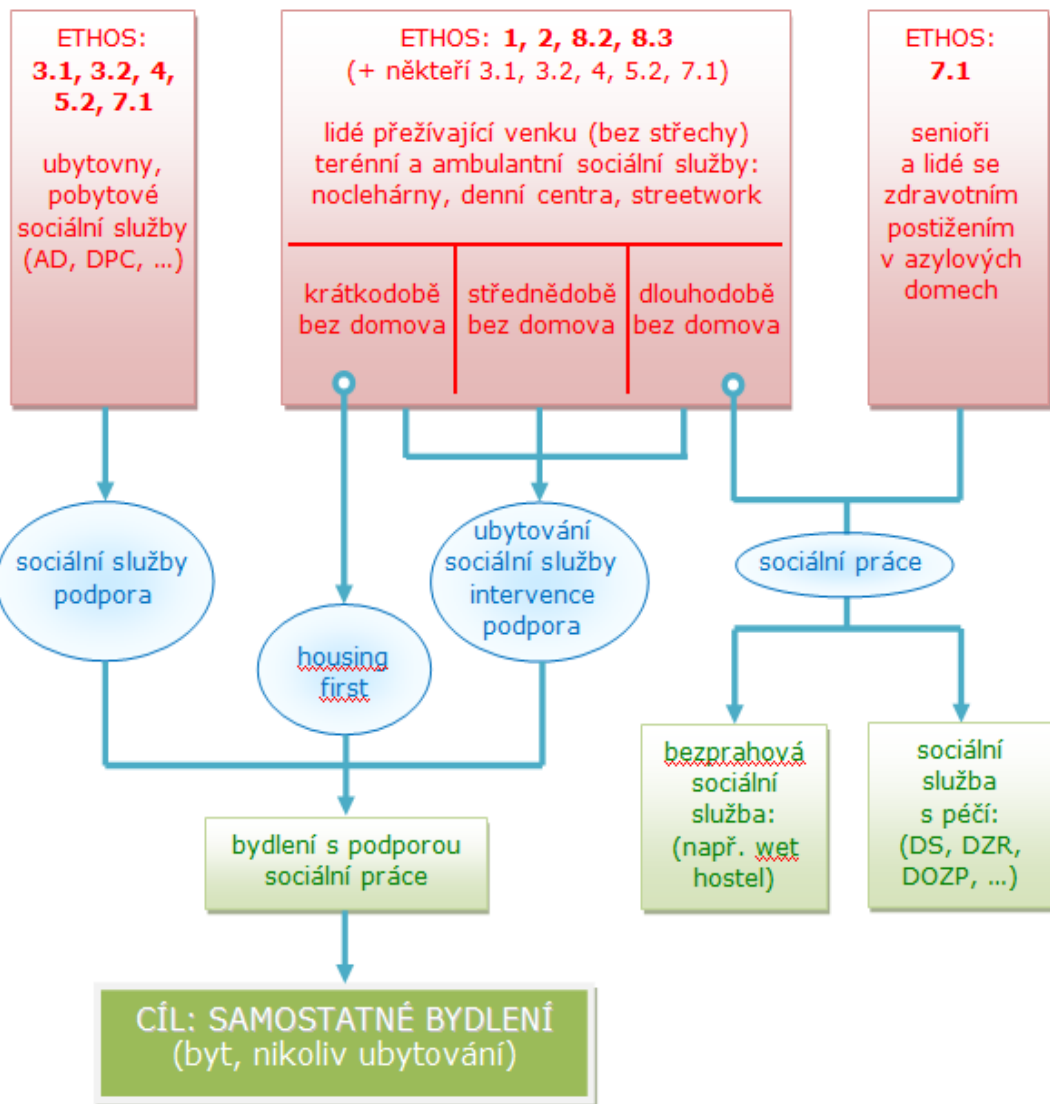 ETHOS:
3.1, 3.2, 4,
5.2, 7.1
ubytovny,
pobytové
sociální služby
(AD, DPC, ...)
ETHOS: 1, 2, 8.2, 8.3
(+ někteří 3.1, 3.2, 4, 5.2, 7.1)
lidé přežívající venku (bez střechy)
terénní a ambulantní sociální služby:
noclehárny, denní centra, streetwork
krátkodobě
bez domova
střednědobě
bez domova
dlouhodobě
bez domova
ETHOS:
7.1
senioři
a lidé se
zdravotním
postižením
v azylových
domech
sociální služby
podpora
housing
first
ubytování
sociální služby
intervence
podpora
sociální práce
bydlení s podporou
sociální práce
bezprahová
sociální
služba:
(např. wet
hostel)
sociální
služba
s péčí:
(DS, DZR,
DOZP, ...)
CÍL: SAMOSTATNÉ BYDLENÍ
(byt, nikoliv ubytování)